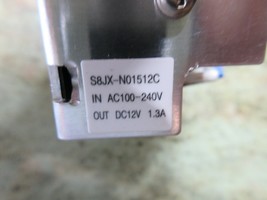 S8JX-N01512C
IN AC100-240V
OUT DC12V 1.3A